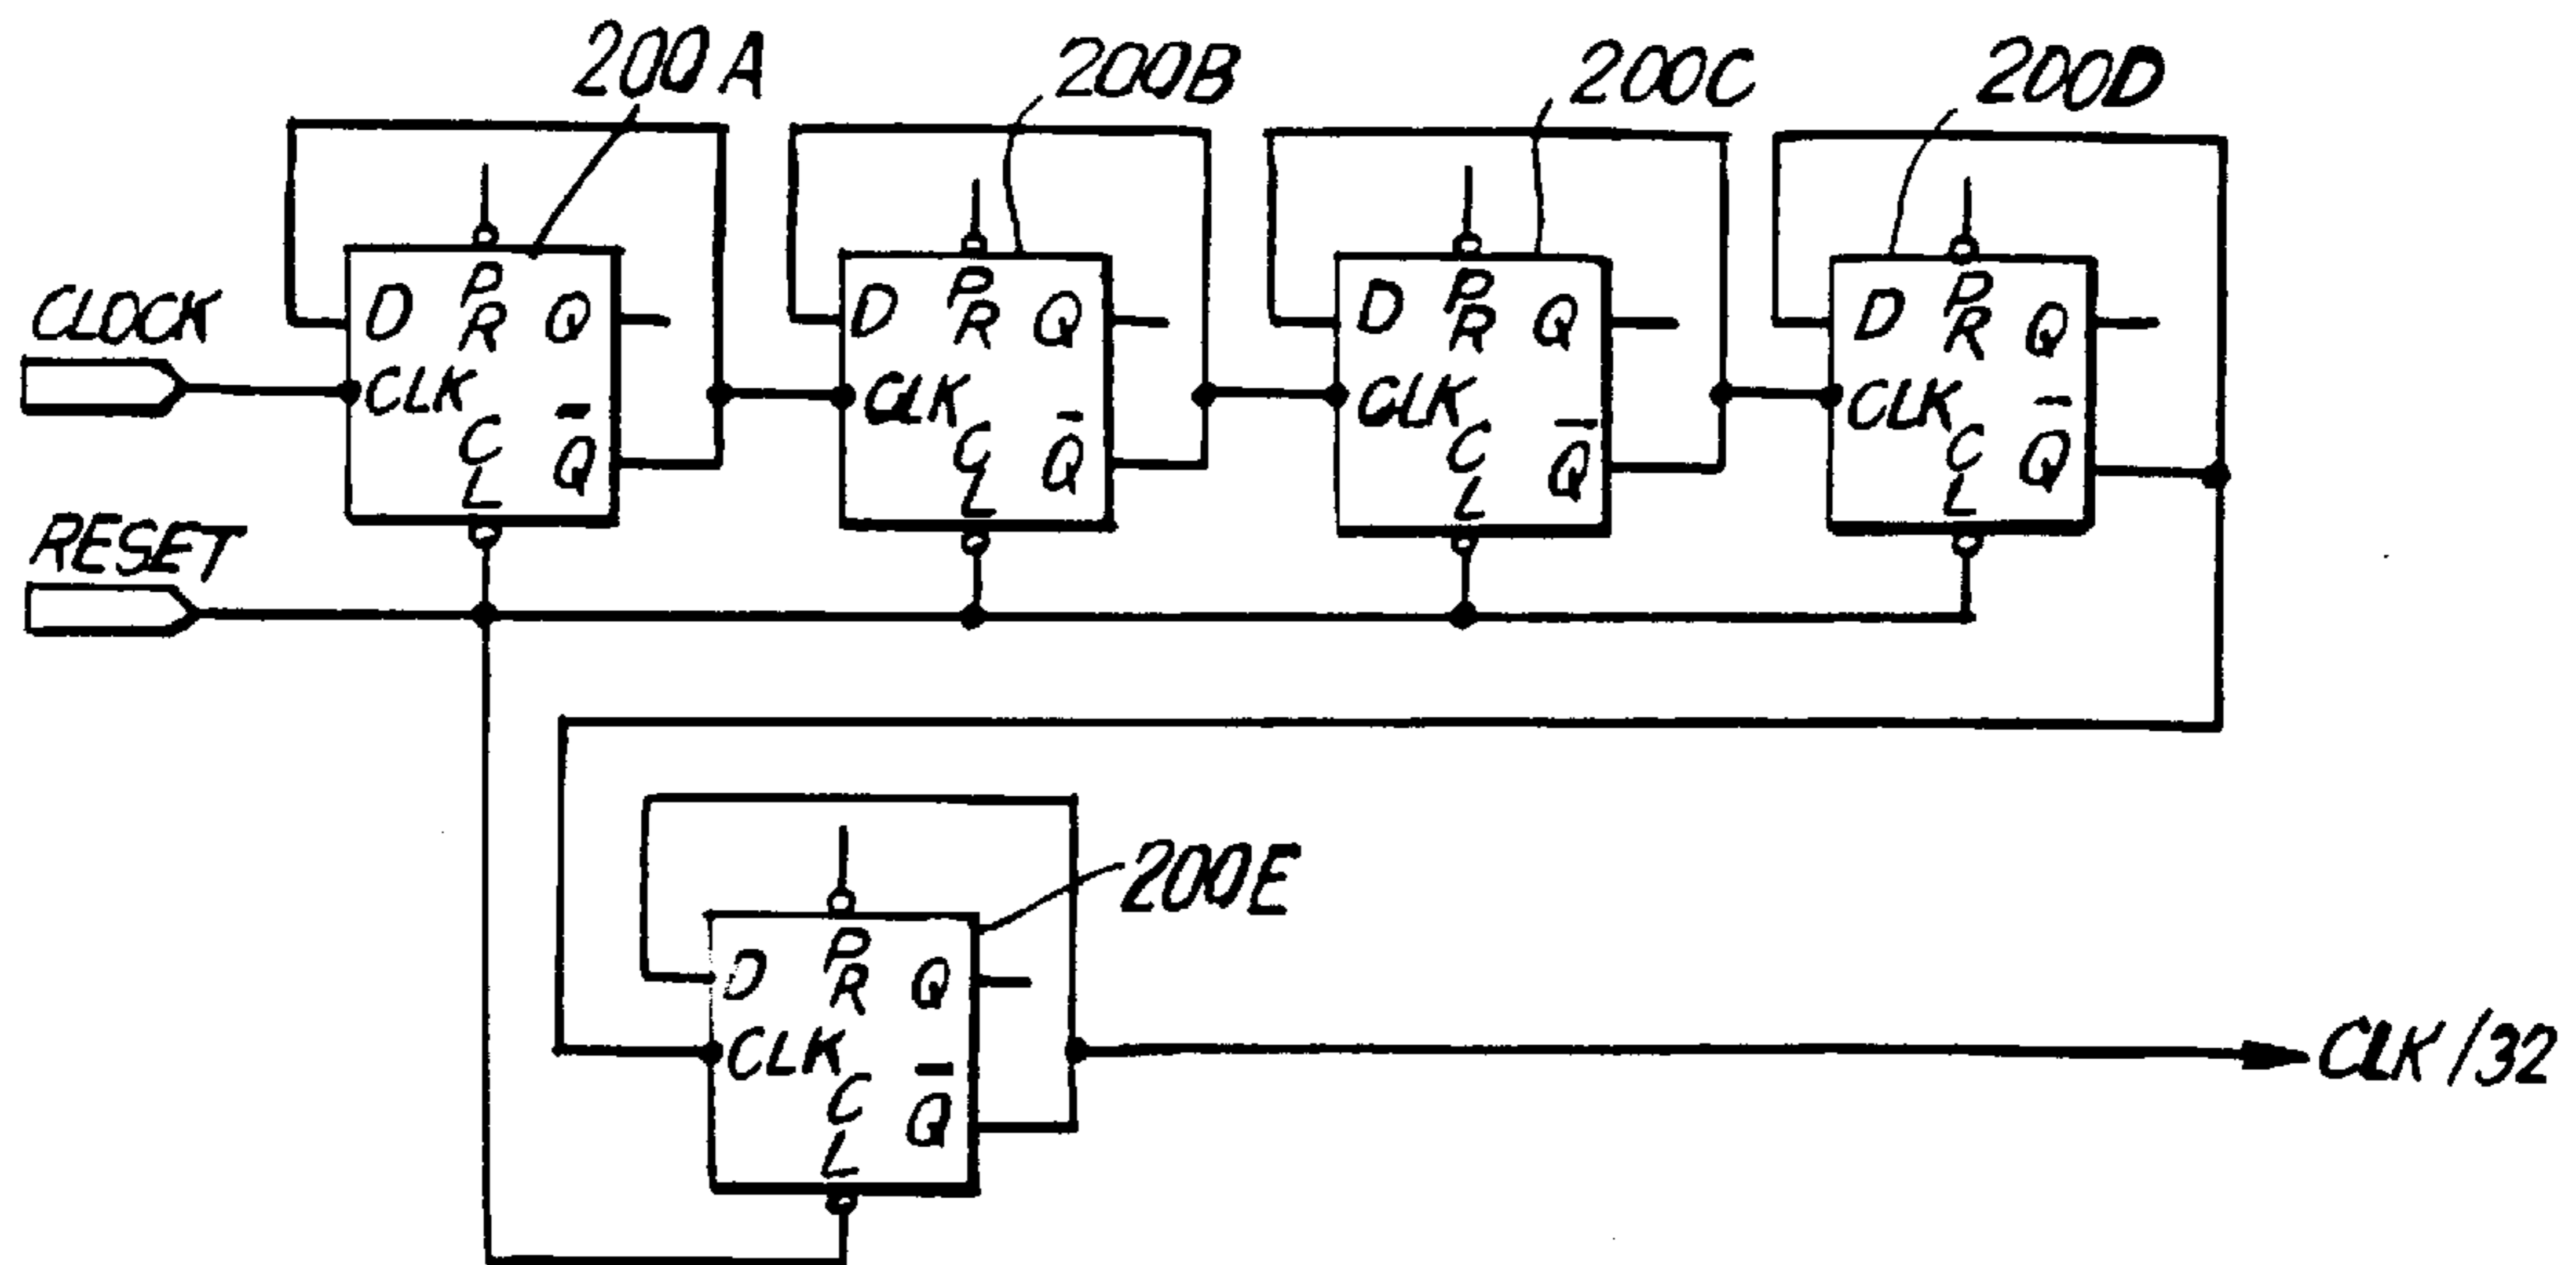 200A
200B
200C
200D
CLOCK
D
PR
Q
CLK
CL
Q̅
D
PR
Q
CLK
CL
Q̅
D
PR
Q
CLK
CL
Q̅
D
PR
Q
CLK
CL
Q̅
RESET
200E
D
PR
Q
CLK
CL
Q̅
CLK/32